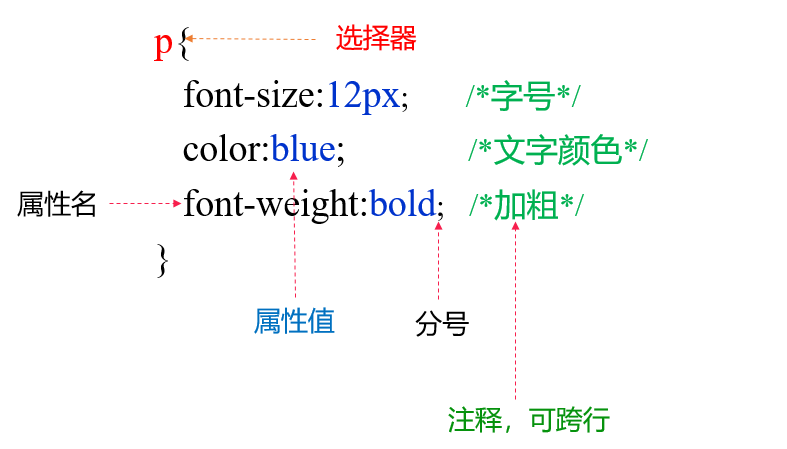 p{ 选择器
font-size:12px; /*字号*/
color:blue; /*文字颜色*/
属性名 font-weight:bold; /*加粗*/
}
属性值 分号
注释，可跨行